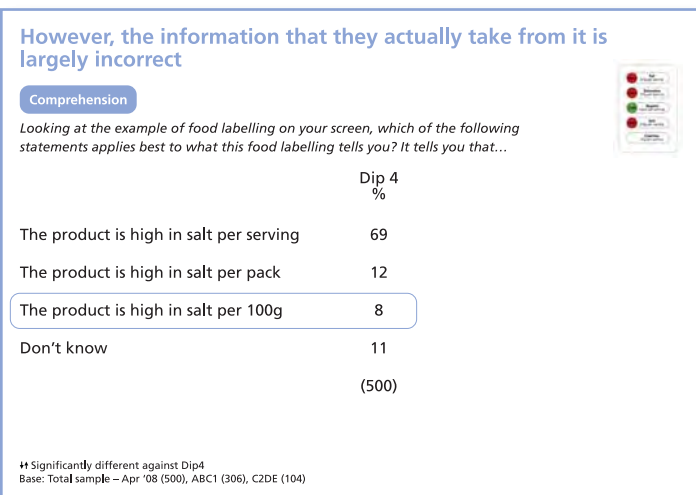 However, the information that they actually take from it is
largely incorrect
Comprehension
Looking at the example of food labelling on your screen, which of the following
statements applies best to what this food labelling tells you? It tells you that...
Dip 4
%
The product is high in salt per serving 69
The product is high in salt per pack 12
The product is high in salt per 100g 8
Don't know 11
(500)
Significantly different against Dip4
Base: Total sample – Apr '08 (500), ABC1 (306), C2DE (104)